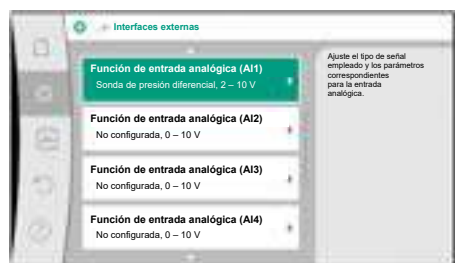 Interfaces externas
Función de entrada analógica (AI1)
Sonda de presión diferencial, 2 – 10 V
Función de entrada analógica (AI2)
No configurada, 0 – 10 V
Función de entrada analógica (AI3)
No configurada, 0 – 10 V
Función de entrada analógica (AI4)
No configurada, 0 – 10 V
Ajuste el tipo de señal
empleado y los parámetros
correspondientes
para la entrada
analógica.